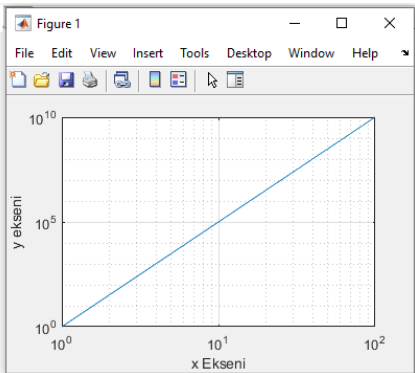 Figure 1
File Edit View Insert Tools Desktop Window Help
10^10
y ekseni
10^5
10^0
10^0 10^1 10^2
x Ekseni